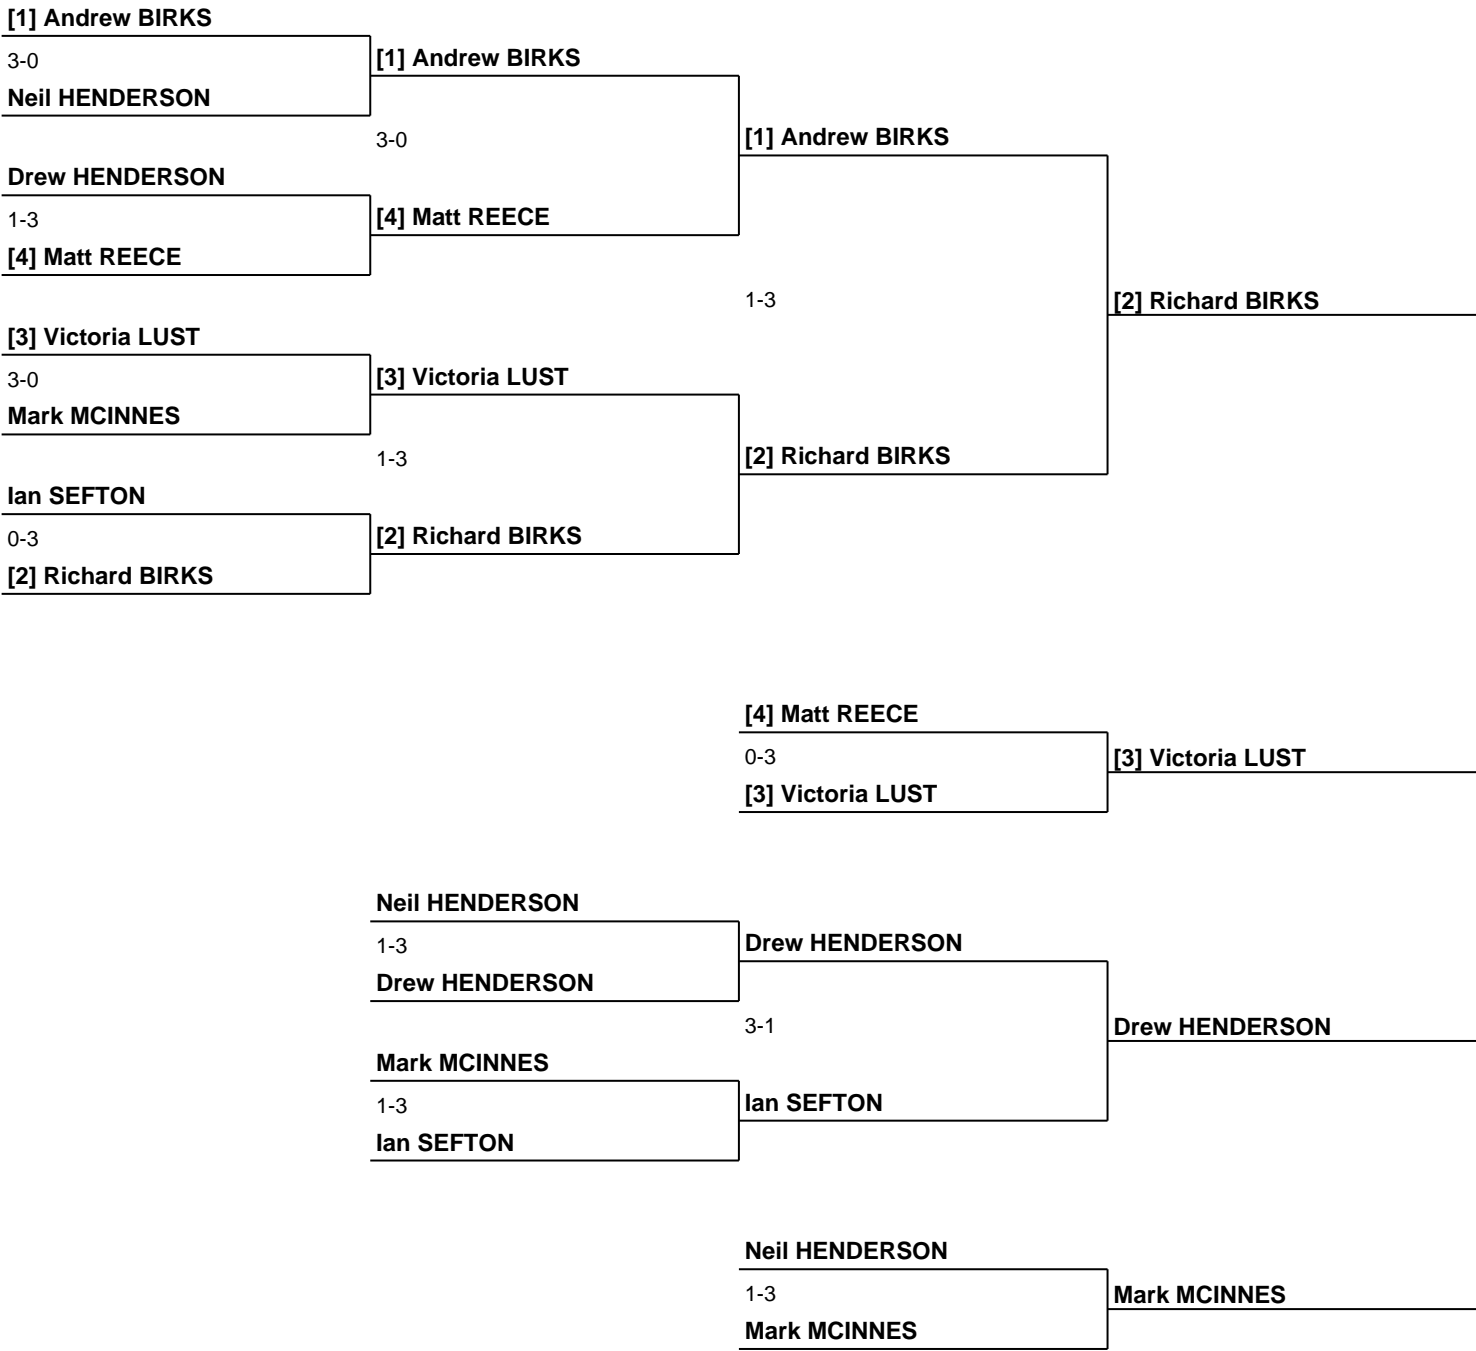 [1] Andrew BIRKS
3-0
[1] Andrew BIRKS
Neil HENDERSON
3-0
[1] Andrew BIRKS
Drew HENDERSON
1-3
[4] Matt REECE
[4] Matt REECE
1-3
[2] Richard BIRKS
[3] Victoria LUST
3-0
[3] Victoria LUST
Mark MCINNES
1-3
[2] Richard BIRKS
Ian SEFTON
0-3
[2] Richard BIRKS
[2] Richard BIRKS
[4] Matt REECE
0-3
[3] Victoria LUST
[3] Victoria LUST
Neil HENDERSON
1-3
Drew HENDERSON
Drew HENDERSON
3-1
Drew HENDERSON
Mark MCINNES
1-3
Ian SEFTON
Ian SEFTON
Neil HENDERSON
1-3
Mark MCINNES
Mark MCINNES